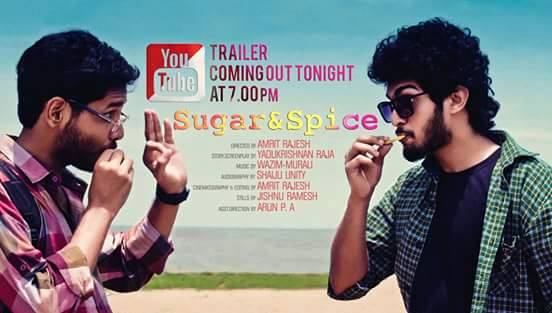 You
Tube
TRAILER
COMING OUT TONIGHT
AT 7.00 PM
Sugar&Spice
DIRECTED BY AMRIT RAJESH
STORY,SCREENPLAY BY YADUKRISHNAN RAJA
MUSIC BY WAZIM-MURALI
AUDIOGRAPHY BY SHAIJU UNITY
CINEMATOGRAPHY & EDITING BY AMRIT RAJESH
STILLS BY JISHNU RAMESH
ASST.DIRECTION BY ARUN P. A